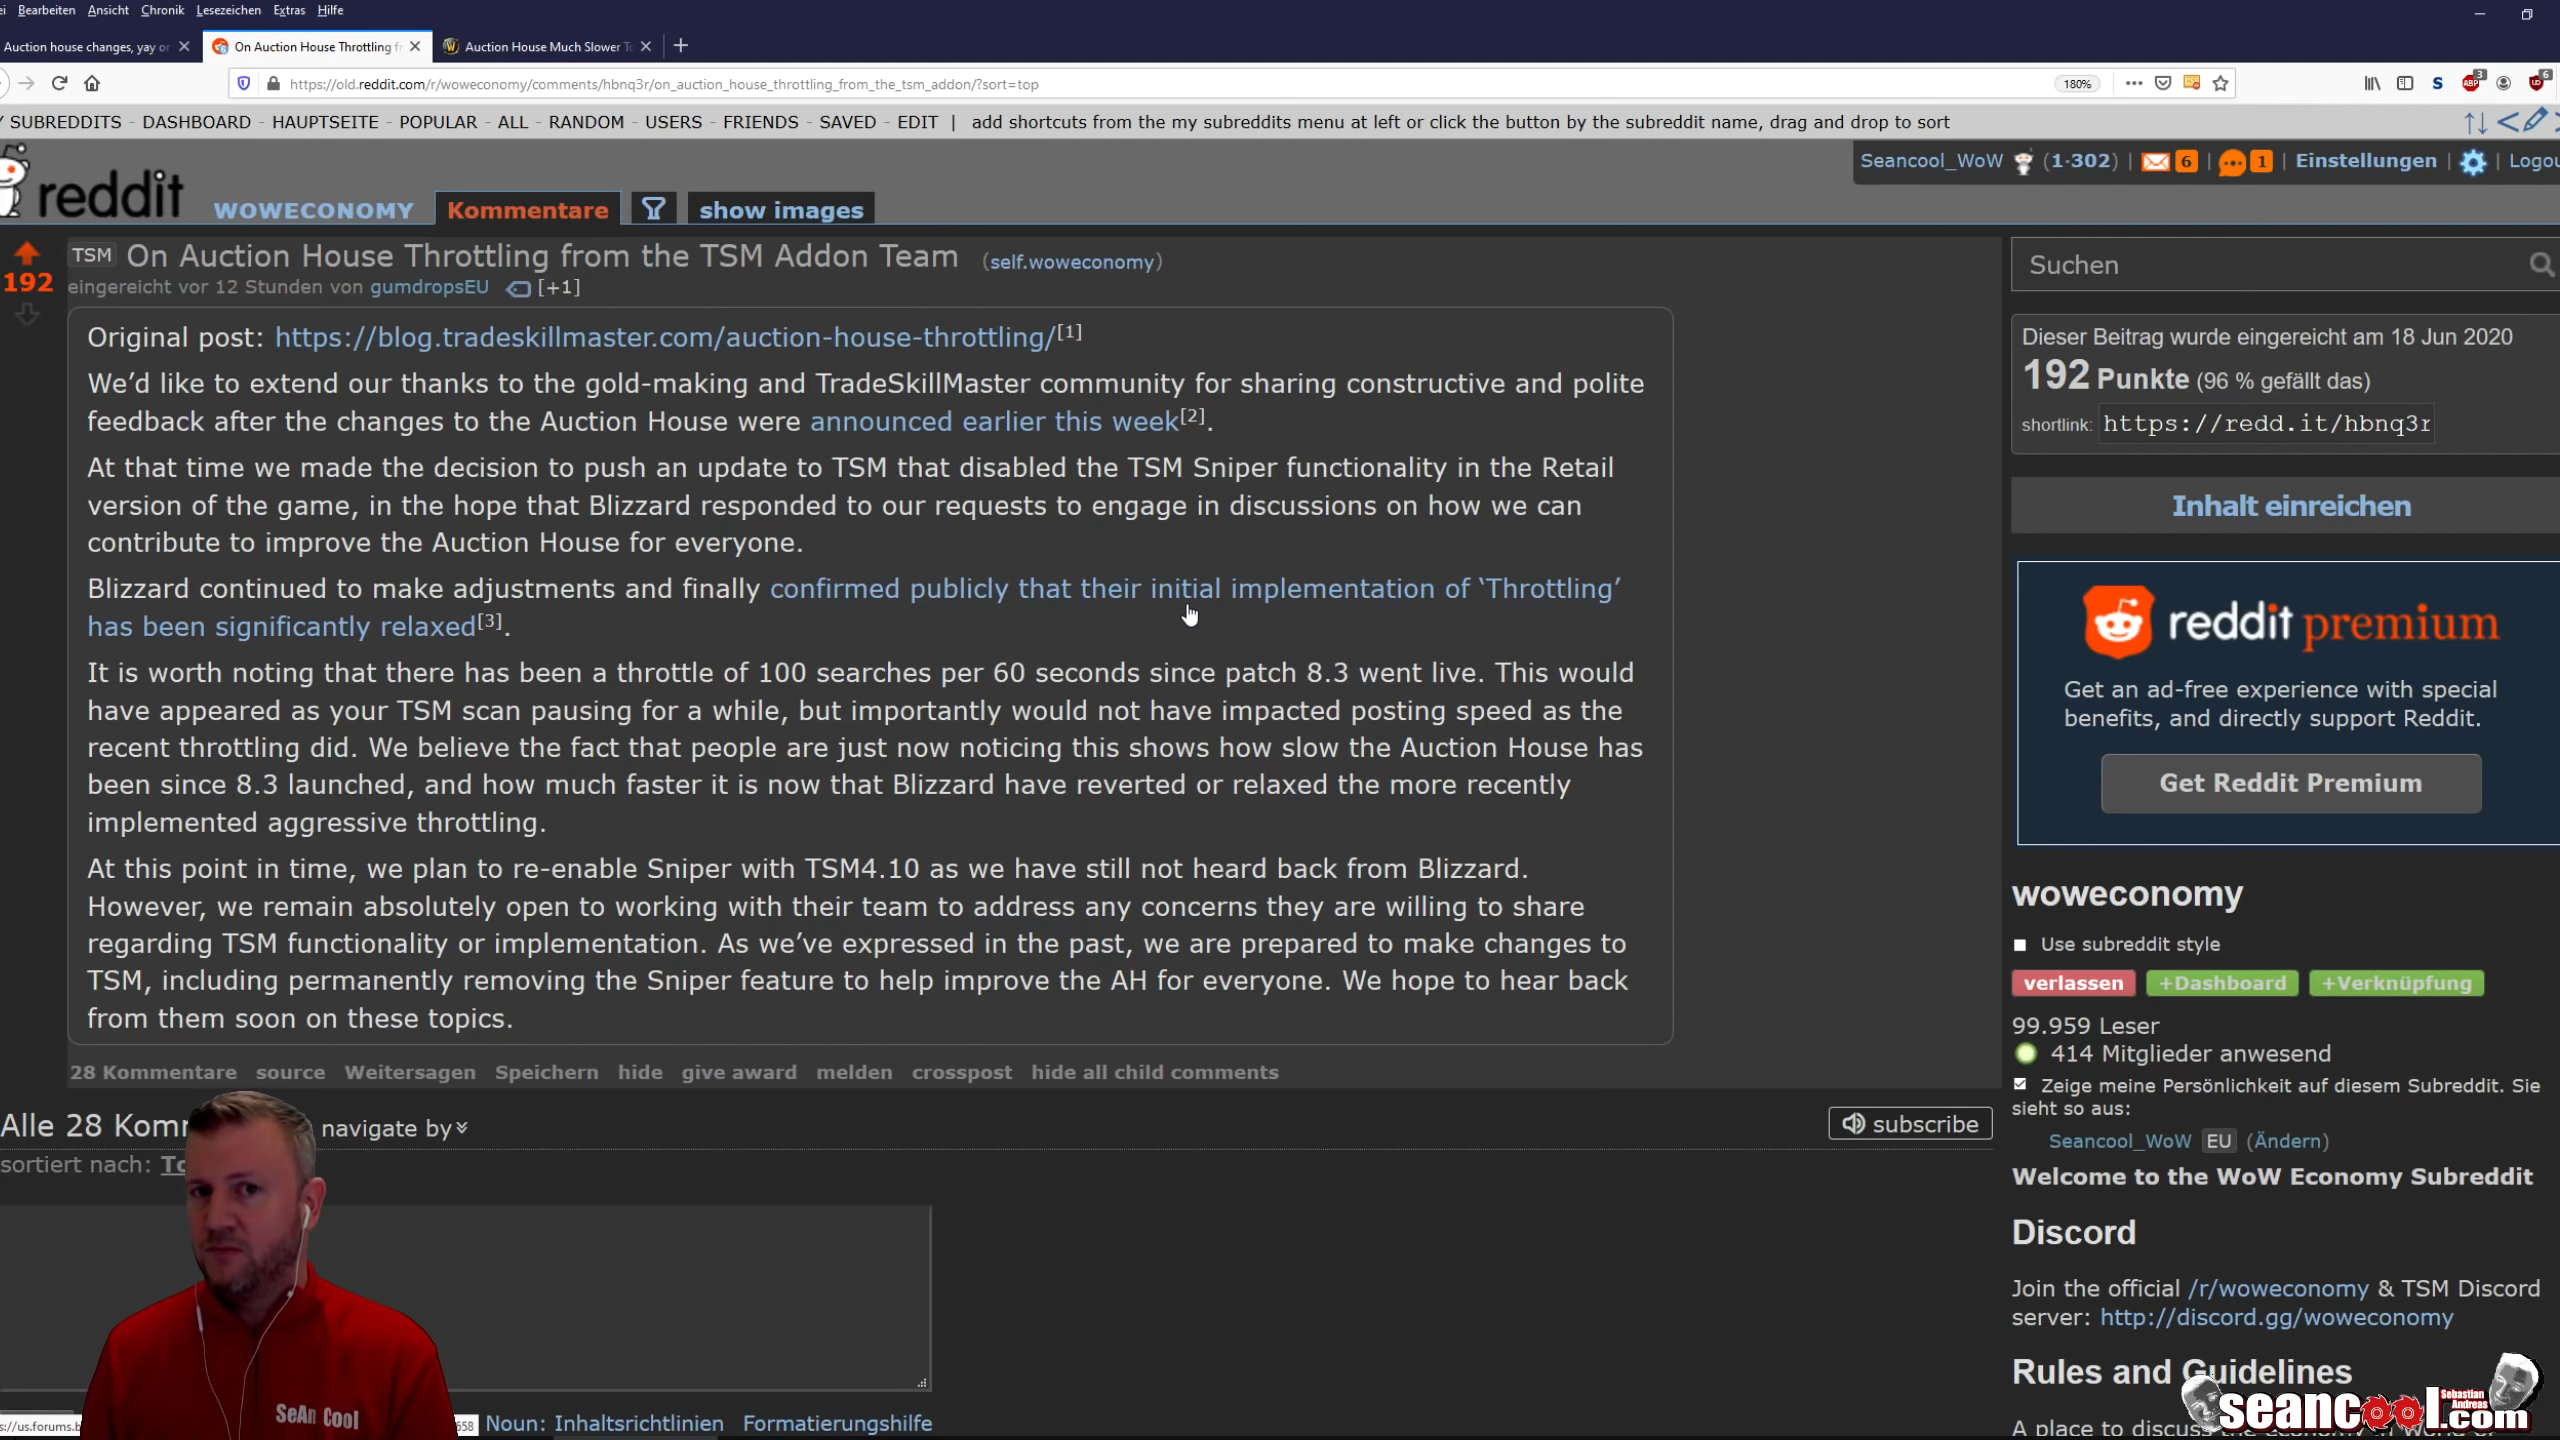 Bearbeiten Ansicht Chronik Lesezeichen Extras Hilfe
Auction house changes, yay or
On Auction House Throttling f
Auction House Much Slower T
https://old.reddit.com/r/woweconomy/comments/hbnq3r/on_auction_house_throttling_from_the_tsm_addon/?sort=top
180%
SUBREDDITS - DASHBOARD - HAUPTSEITE - POPULAR - ALL - RANDOM - USERS - FRIENDS - SAVED - EDIT | add shortcuts from the my subreddits menu at left or click the button by the subreddit name, drag and drop to sort
Seancool_WoW (1·302) | 6 | 1 | Einstellungen | Logou
reddit WOWECONOMY Kommentare show images
TSM On Auction House Throttling from the TSM Addon Team (self.woweconomy)
192
eingereicht vor 12 Stunden von gumdropsEU [+1]
Original post: https://blog.tradeskillmaster.com/auction-house-throttling/[1]
We’d like to extend our thanks to the gold-making and TradeSkillMaster community for sharing constructive and polite
feedback after the changes to the Auction House were announced earlier this week[2].
At that time we made the decision to push an update to TSM that disabled the TSM Sniper functionality in the Retail
version of the game, in the hope that Blizzard responded to our requests to engage in discussions on how we can
contribute to improve the Auction House for everyone.
Blizzard continued to make adjustments and finally confirmed publicly that their initial implementation of ‘Throttling’
has been significantly relaxed[3].
It is worth noting that there has been a throttle of 100 searches per 60 seconds since patch 8.3 went live. This would
have appeared as your TSM scan pausing for a while, but importantly would not have impacted posting speed as the
recent throttling did. We believe the fact that people are just now noticing this shows how slow the Auction House has
been since 8.3 launched, and how much faster it is now that Blizzard have reverted or relaxed the more recently
implemented aggressive throttling.
At this point in time, we plan to re-enable Sniper with TSM4.10 as we have still not heard back from Blizzard.
However, we remain absolutely open to working with their team to address any concerns they are willing to share
regarding TSM functionality or implementation. As we’ve expressed in the past, we are prepared to make changes to
TSM, including permanently removing the Sniper feature to help improve the AH for everyone. We hope to hear back
from them soon on these topics.
28 Kommentare source Weitersagen Speichern hide give award melden crosspost hide all child comments
Alle 28 Komm navigate by
subscribe
sortiert nach: To
SeAn Cool
s://us.forums.b
658
Noun: Inhaltsrichtlinien Formatierungshilfe
Suchen
Dieser Beitrag wurde eingereicht am 18 Jun 2020
192 Punkte (96 % gefällt das)
shortlink: https://redd.it/hbnq3r
Inhalt einreichen
reddit premium
Get an ad-free experience with special
benefits, and directly support Reddit.
Get Reddit Premium
woweconomy
Use subreddit style
verlassen +Dashboard +Verknüpfung
99.959 Leser
414 Mitglieder anwesend
Zeige meine Persönlichkeit auf diesem Subreddit. Sie
sieht so aus:
Seancool_WoW EU (Ändern)
Welcome to the WoW Economy Subreddit
Discord
Join the official /r/woweconomy & TSM Discord
server: http://discord.gg/woweconomy
Rules and Guidelines
A place to discuss
seancool.com
Sebastian
Andreas